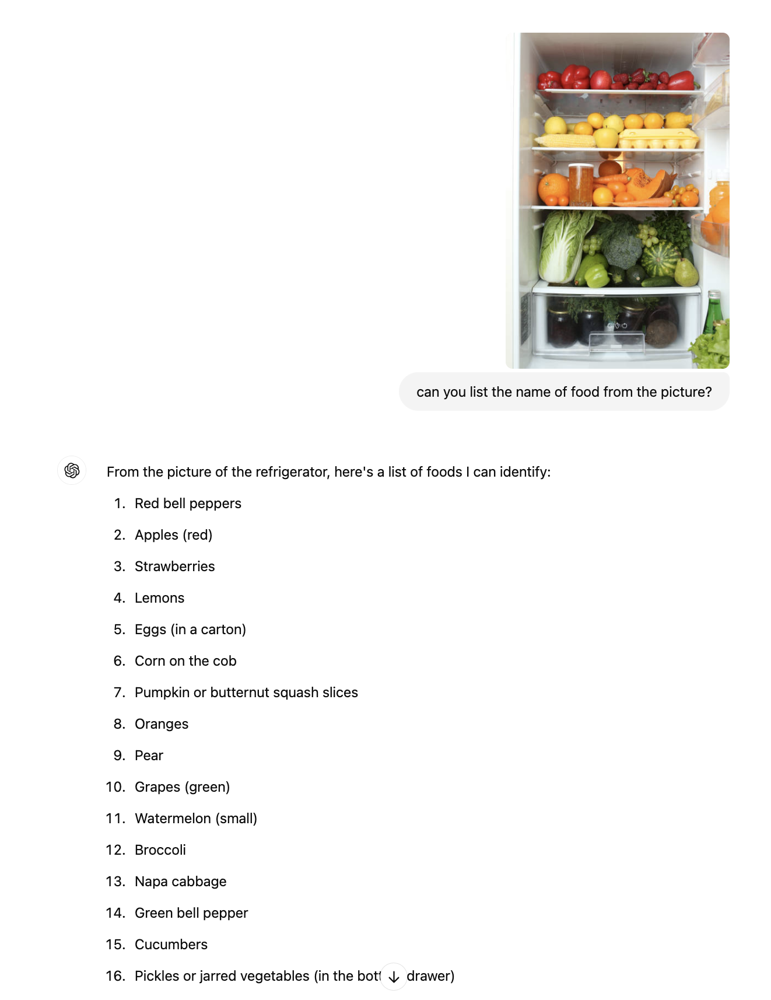 can you list the name of food from the picture?
From the picture of the refrigerator, here's a list of foods I can identify:
1. Red bell peppers
2. Apples (red)
3. Strawberries
4. Lemons
5. Eggs (in a carton)
6. Corn on the cob
7. Pumpkin or butternut squash slices
8. Oranges
9. Pear
10. Grapes (green)
11. Watermelon (small)
12. Broccoli
13. Napa cabbage
14. Green bell pepper
15. Cucumbers
16. Pickles or jarred vegetables (in the bott drawer)